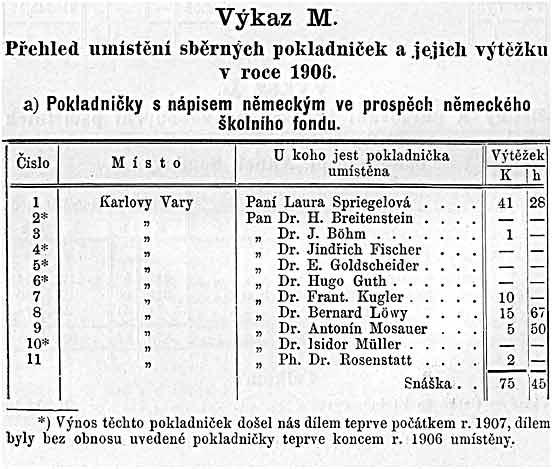 Výkaz M.
Přehled umístění sběrných pokladniček a jejich výtěžku
v roce 1906.
a) Pokladničky s nápisem německým ve prospěch německého
školního fondu.
Číslo Místo U koho jest pokladnička umístěna Výtěžek
K h
1 Karlovy Vary Paní Laura Spriegelová . . . . 41 28
2* „ Pan Dr. H. Breitenstein . . . . — —
3 „ „ Dr. J. Böhm . . . . . . . 1 —
4* „ „ Dr. Jindřich Fischer . . . . — —
5* „ „ Dr. E. Goldscheider . . . . — —
6* „ „ Dr. Hugo Guth . . . . . . — —
7 „ „ Dr. Frant. Kugler . . . . . 10 —
8 „ „ Dr. Bernard Löwy . . . . 15 67
9 „ „ Dr. Antonín Mosauer . . . 5 50
10* „ „ Dr. Isidor Müller . . . . . — —
11 „ „ Ph. Dr. Rosenstatt . . . . 2 —
Snáška . . 75 45
*) Výnos těchto pokladniček došel nás dílem teprve počátkem r. 1907, dílem
byly bez obnosu uvedené pokladničky teprve koncem r. 1906 umístěny.